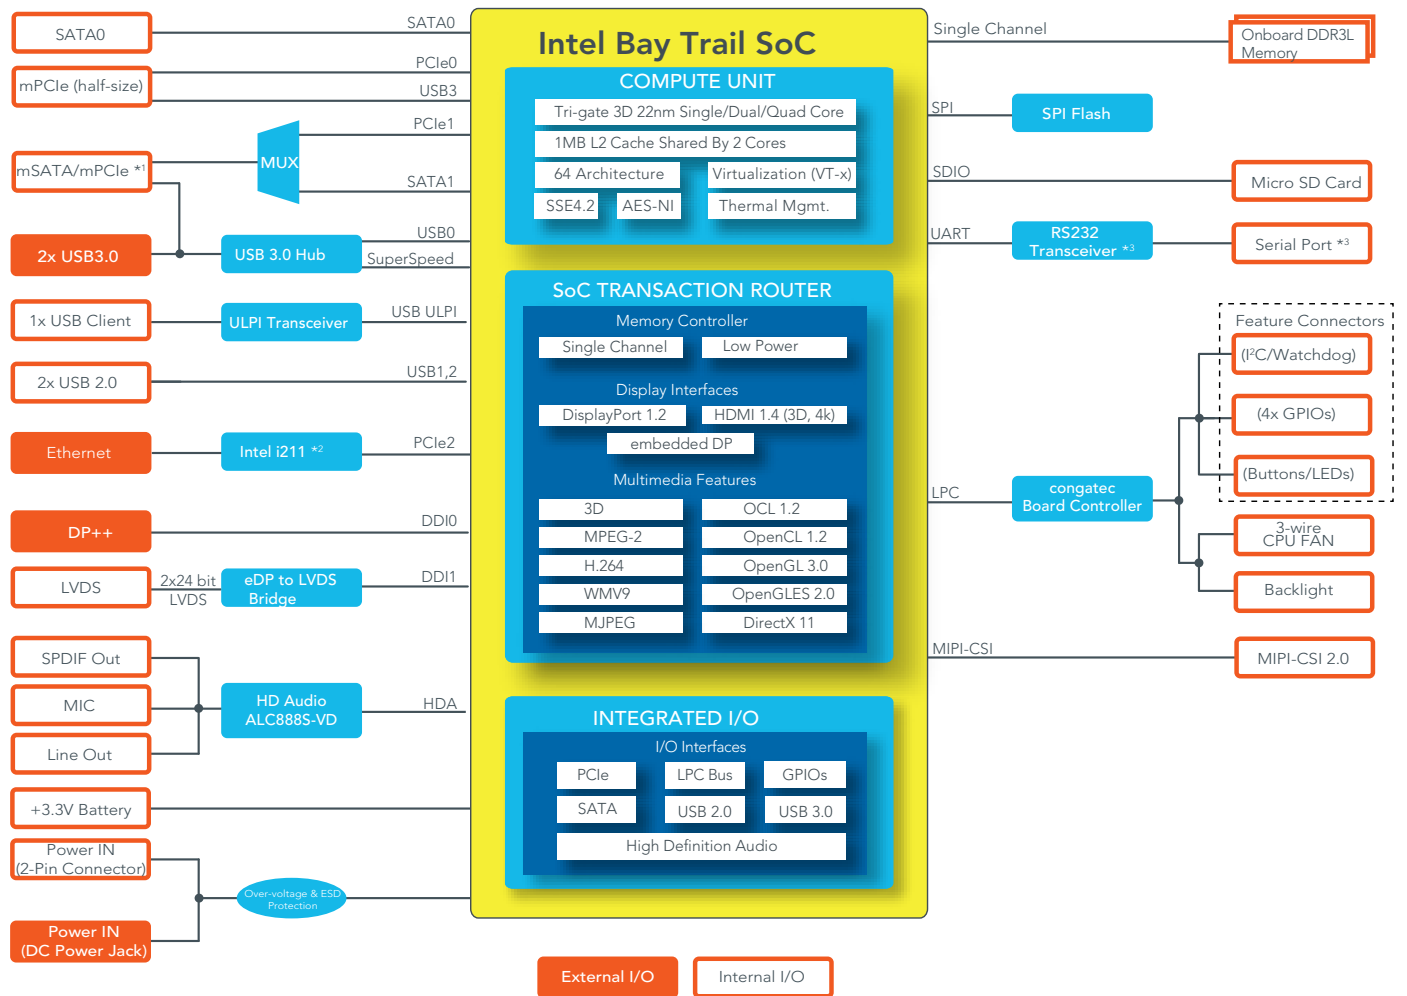 SATA0
mPCIe (half-size)
mSATA/mPCIe *1
2x USB3.0
1x USB Client
2x USB 2.0
Ethernet
DP++
LVDS
SPDIF Out
MIC
Line Out
+3.3V Battery
Power IN
(2-Pin Connector)
Power IN
(DC Power Jack)
MUX
USB 3.0 Hub
ULPI Transceiver
Intel i211 *2
2x24 bit
LVDS
eDP to LVDS
Bridge
HD Audio
ALC888S-VD
Over-voltage & ESD
Protection
SATA0
PCIe0
USB3
PCIe1
SATA1
USB0
SuperSpeed
USB ULPI
USB1,2
PCIe2
DDI0
DDI1
HDA
Intel Bay Trail SoC
COMPUTE UNIT
Tri-gate 3D 22nm Single/Dual/Quad Core
1MB L2 Cache Shared By 2 Cores
64 Architecture
Virtualization (VT-x)
SSE4.2
AES-NI
Thermal Mgmt.
SoC TRANSACTION ROUTER
Memory Controller
Single Channel
Low Power
Display Interfaces
DisplayPort 1.2
HDMI 1.4 (3D, 4k)
embedded DP
Multimedia Features
3D
OCL 1.2
MPEG-2
OpenCL 1.2
H.264
OpenGL 3.0
WMV9
OpenGLES 2.0
MJPEG
DirectX 11
INTEGRATED I/O
I/O Interfaces
PCIe
LPC Bus
GPIOs
SATA
USB 2.0
USB 3.0
High Definition Audio
Single Channel
SPI
SDIO
UART
LPC
MIPI-CSI
SPI Flash
RS232
Transceiver *3
congatec
Board Controller
Onboard DDR3L
Memory
Micro SD Card
Serial Port *3
Feature Connectors
(I²C/Watchdog)
(4x GPIOs)
(Buttons/LEDs)
3-wire
CPU FAN
Backlight
MIPI-CSI 2.0
External I/O
Internal I/O